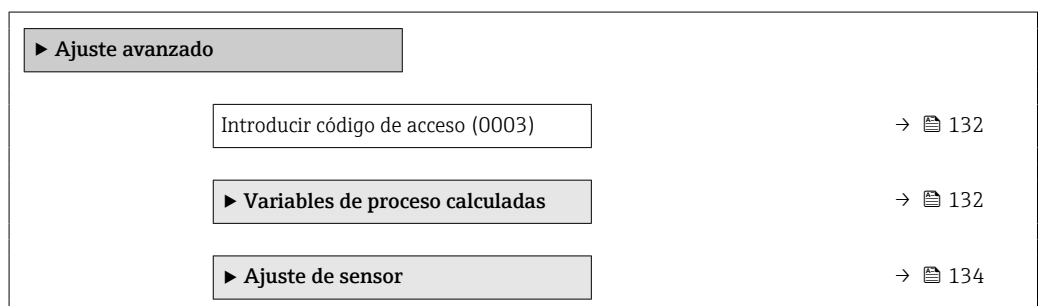 ▶ Ajuste avanzado
Introducir código de acceso (0003) → 132
▶ Variables de proceso calculadas → 132
▶ Ajuste de sensor → 134